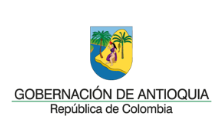 GOBERNACIÓN DE ANTIOQUIA
República de Colombia